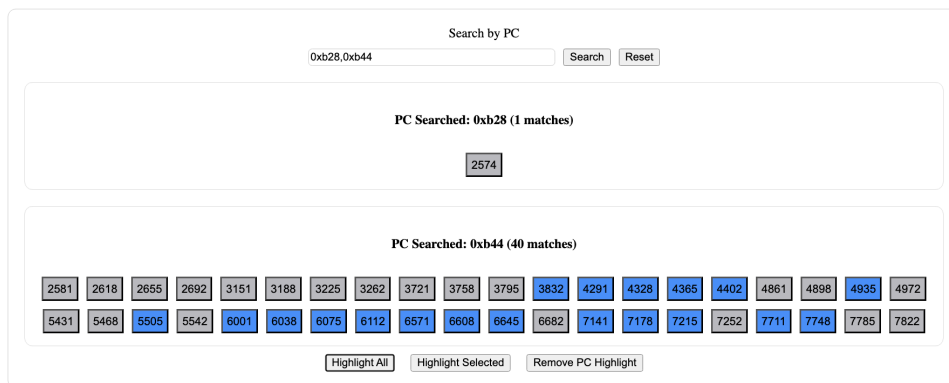 Search by PC
0xb28,0xb44 Search Reset
PC Searched: 0xb28 (1 matches)
2574
PC Searched: 0xb44 (40 matches)
2581 2618 2655 2692 3151 3188 3225 3262 3721 3758 3795 3832 4291 4328 4365 4402 4861 4898 4935 4972
5431 5468 5505 5542 6001 6038 6075 6112 6571 6608 6645 6682 7141 7178 7215 7252 7711 7748 7785 7822
Highlight All Highlight Selected Remove PC Highlight